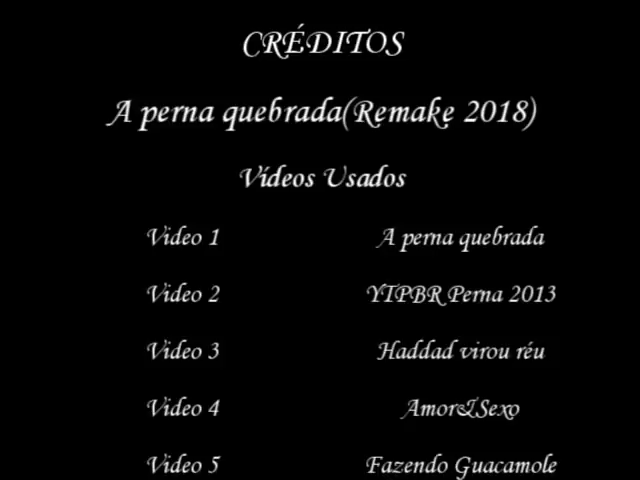 CRÉDITOS
A perna quebrada(Remake 2018)
Vídeos Usados
Video 1 A perna quebrada
Video 2 YTPBR Perna 2013
Video 3 Haddad virou réu
Video 4 Amor&Sexo
Video 5 Fazendo Guacamole